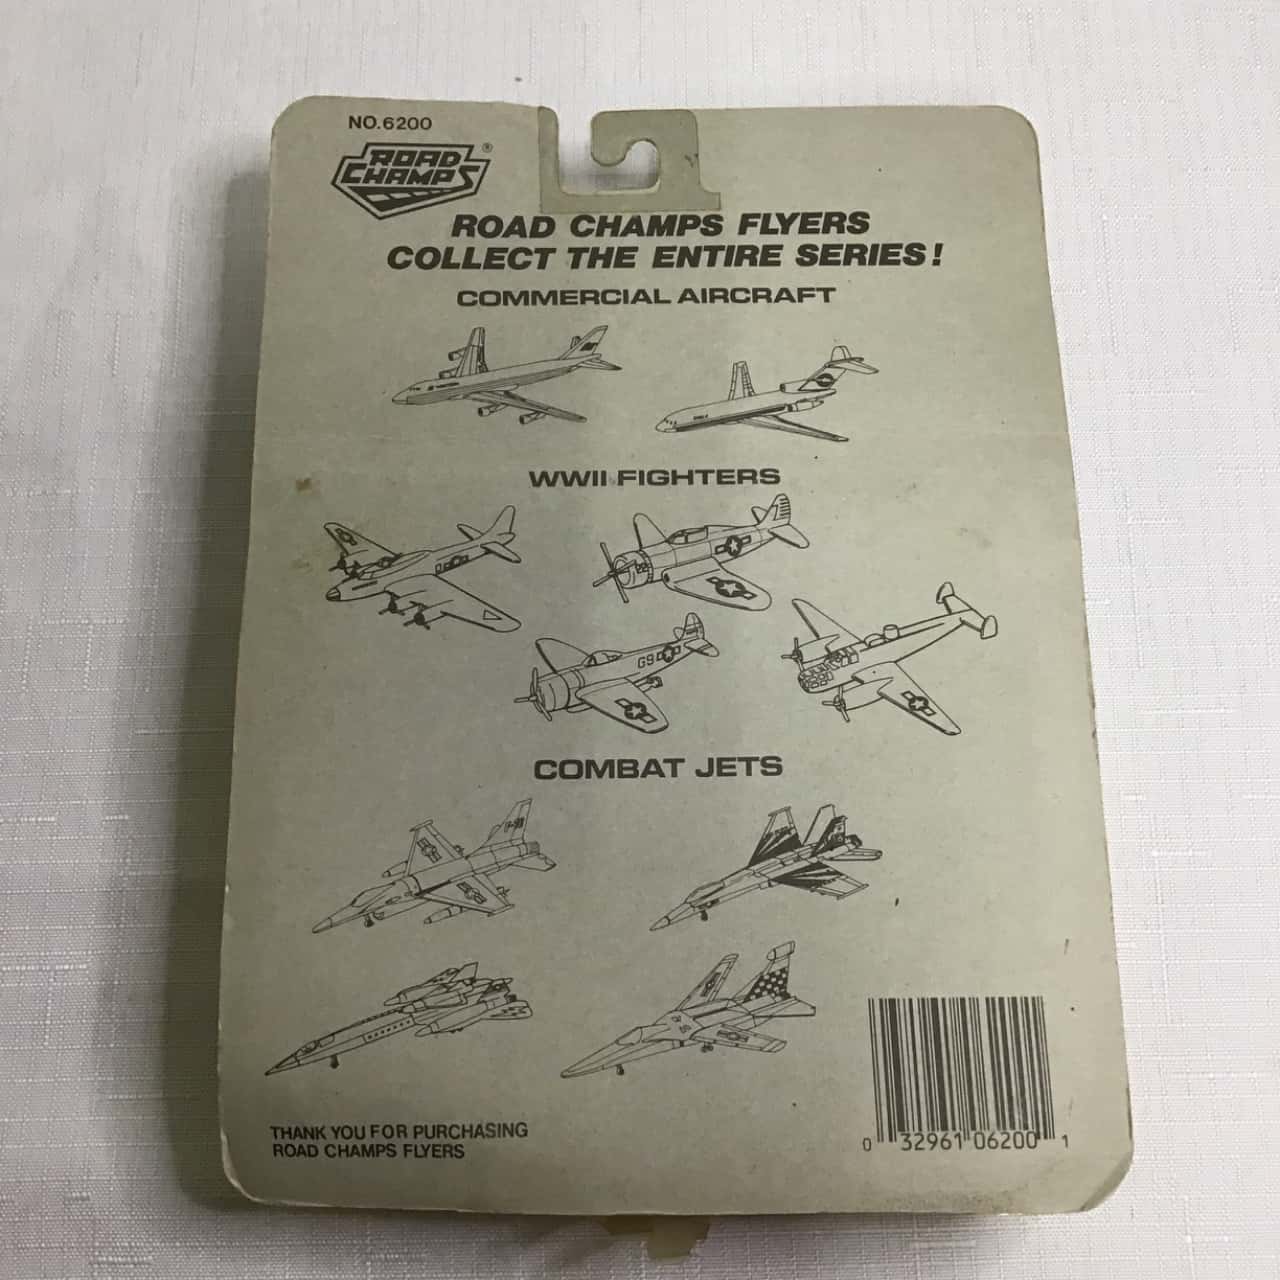 NO.6200
ROAD CHAMPS ®
ROAD CHAMPS FLYERS
COLLECT THE ENTIRE SERIES!
COMMERCIAL AIRCRAFT
WWII FIGHTERS
G9
COMBAT JETS
THANK YOU FOR PURCHASING
ROAD CHAMPS FLYERS
0 32961 06200 1